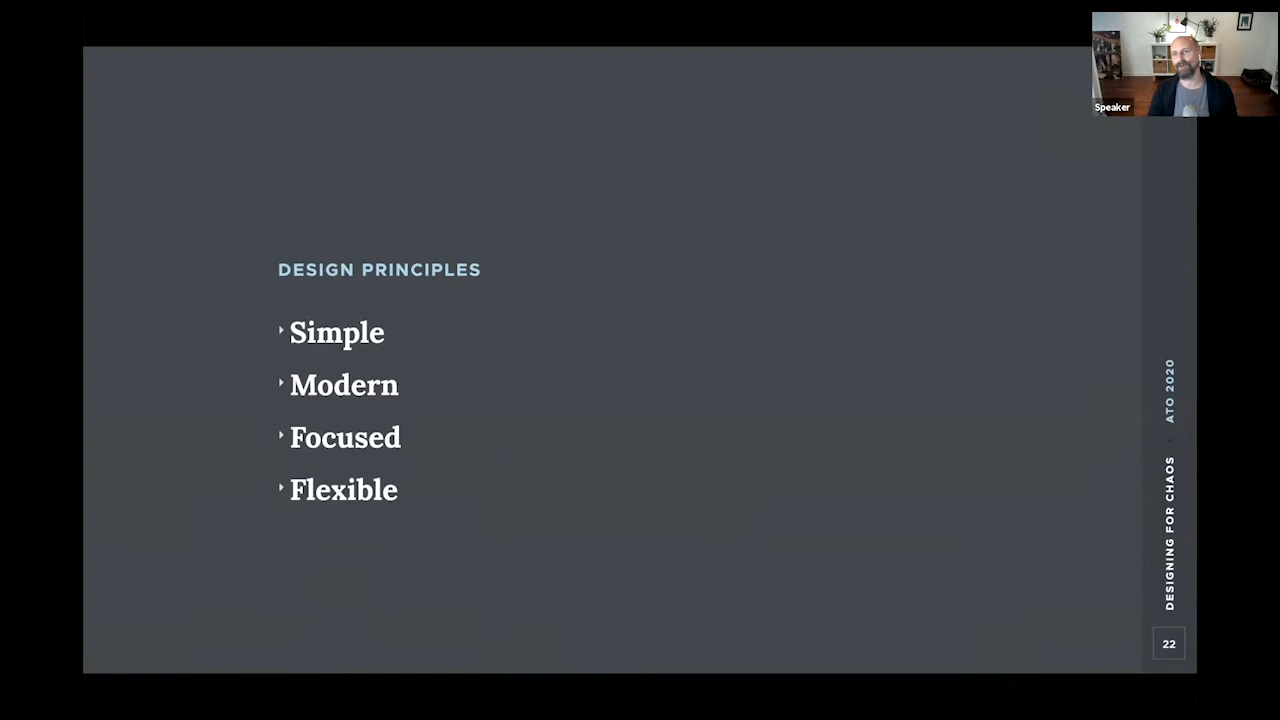 Speaker
DESIGN PRINCIPLES
Simple
Modern
Focused
Flexible
DESIGNING FOR CHAOS · ATO 2020
22